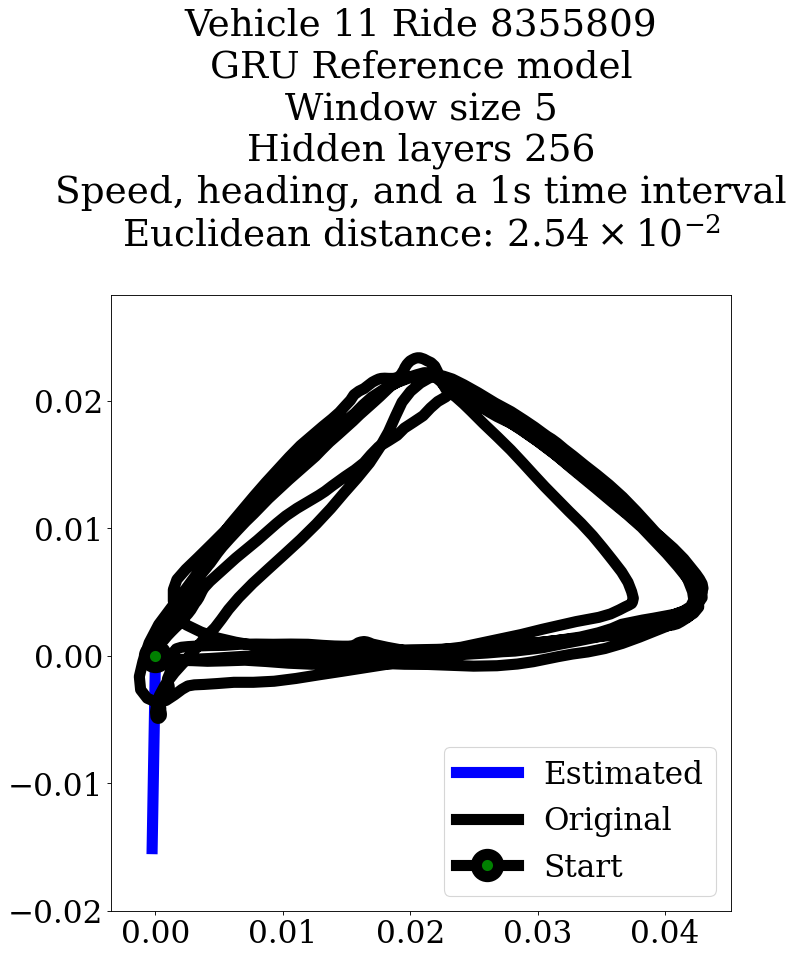 Vehicle 11 Ride 8355809
GRU Reference model
Window size 5
Hidden layers 256
Speed, heading, and a 1s time interval
Euclidean distance: 2.54 × 10⁻²
0.02
0.01
0.00
−0.01
−0.02
Estimated
Original
Start
0.00 0.01 0.02 0.03 0.04